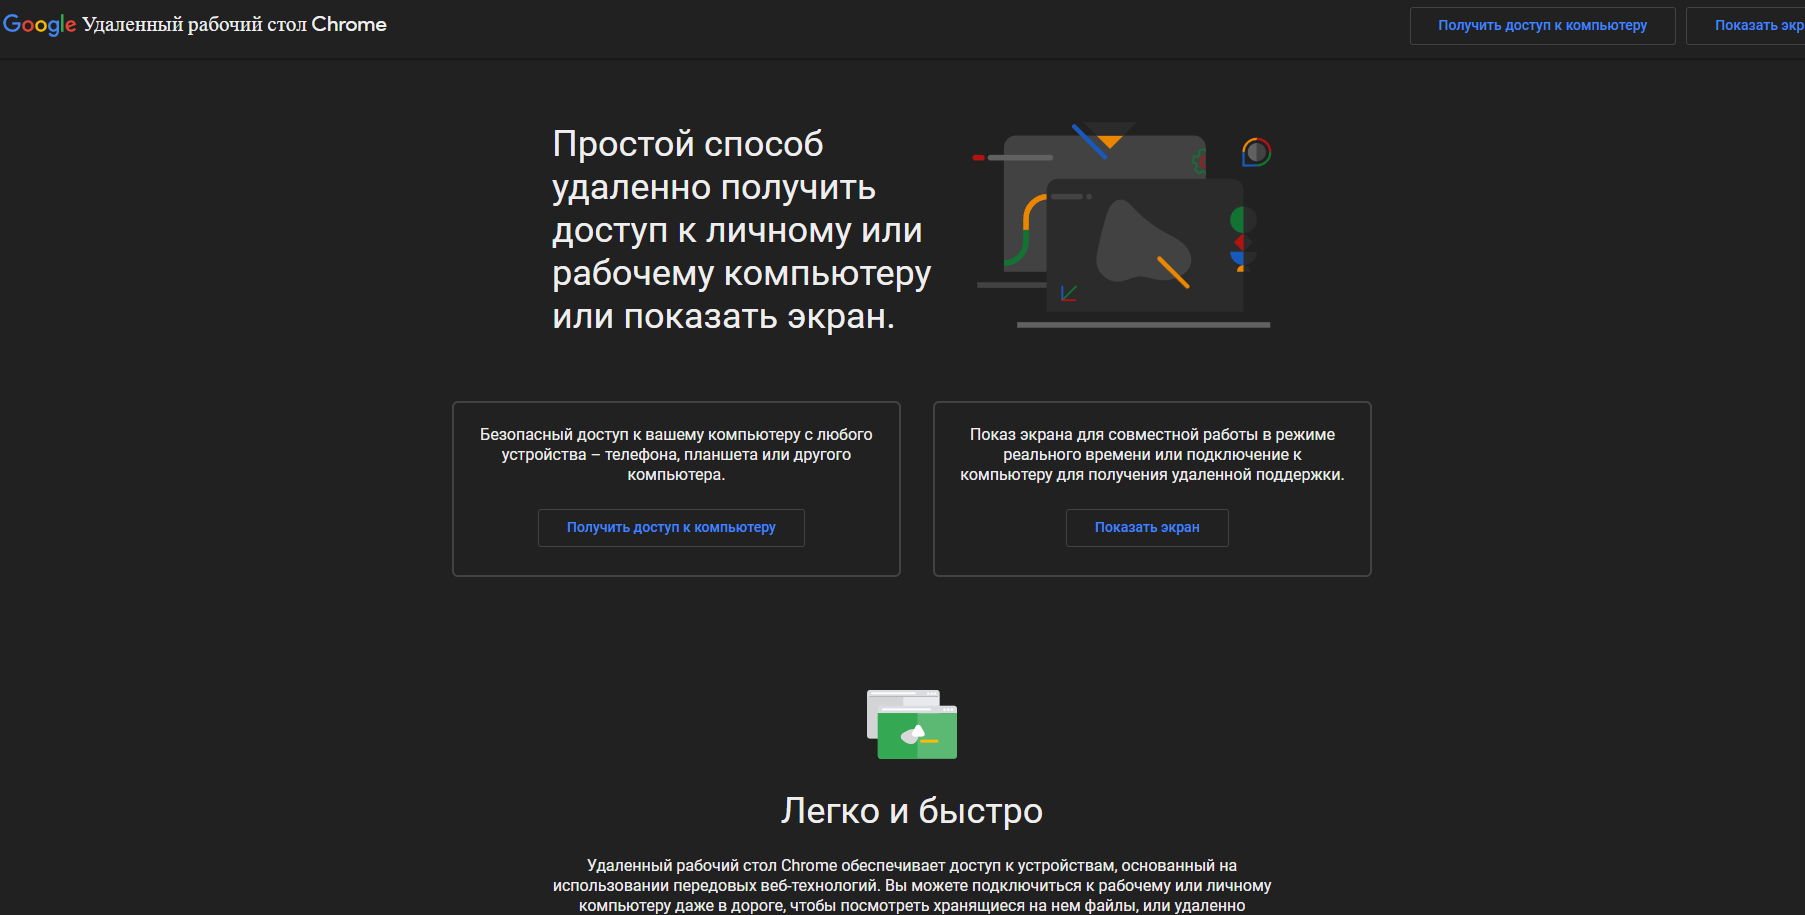 Google Удаленный рабочий стол Chrome
Получить доступ к компьютеру
Показать экр
Простой способ
удаленно получить
доступ к личному или
рабочему компьютеру
или показать экран.
Безопасный доступ к вашему компьютеру с любого
устройства – телефона, планшета или другого
компьютера.
Получить доступ к компьютеру
Показ экрана для совместной работы в режиме
реального времени или подключение к
компьютеру для получения удаленной поддержки.
Показать экран
Легко и быстро
Удаленный рабочий стол Chrome обеспечивает доступ к устройствам, основанный на
использовании передовых веб-технологий. Вы можете подключиться к рабочему или личному
компьютеру даже в дороге, чтобы посмотреть хранящиеся на нем файлы, или удаленно